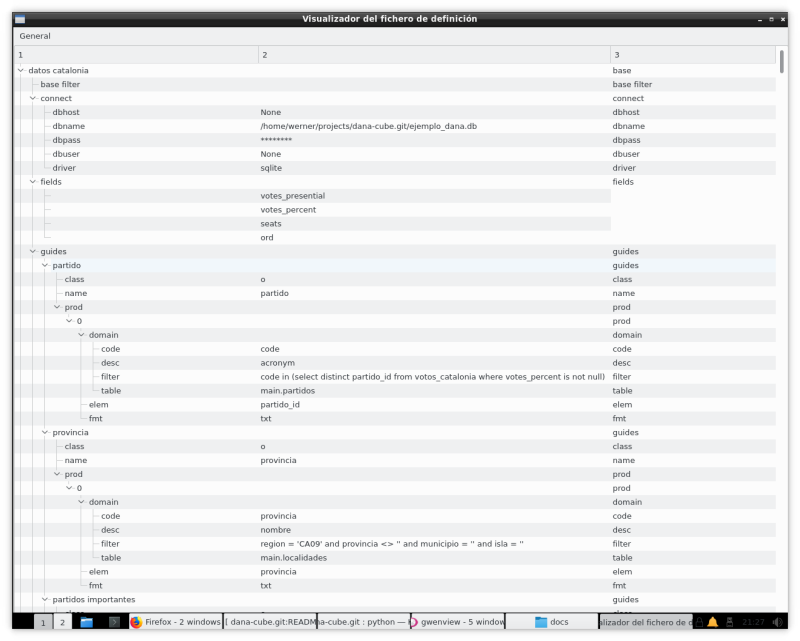 Visualizador del fichero de definición
General
1 2 3
datos catalonia base
base filter base filter
connect connect
dbhost None dbhost
dbname /home/werner/projects/dana-cube.git/ejemplo_dana.db dbname
dbpass ******** dbpass
dbuser None dbuser
driver sqlite driver
fields fields
votes_presential
votes_percent
seats
ord
guides guides
partido guides
class o class
name partido name
prod prod
0 prod
domain domain
code code code
desc acronym desc
filter code in (select distinct partido_id from votos_catalonia where votes_percent is not null) filter
table main.partidos table
elem partido_id elem
fmt txt fmt
provincia guides
class o class
name provincia name
prod prod
0 prod
domain domain
code provincia code
desc nombre desc
filter region = 'CA09' and provincia <> '' and municipio = '' and isla = '' filter
table main.localidades table
elem provincia elem
fmt txt fmt
partidos importantes guides
1 2 Firefox - 2 windows [ dana-cube.git:READM na-cube.git : python — gwenview - 5 window docs alizador del fichero de d 21:27